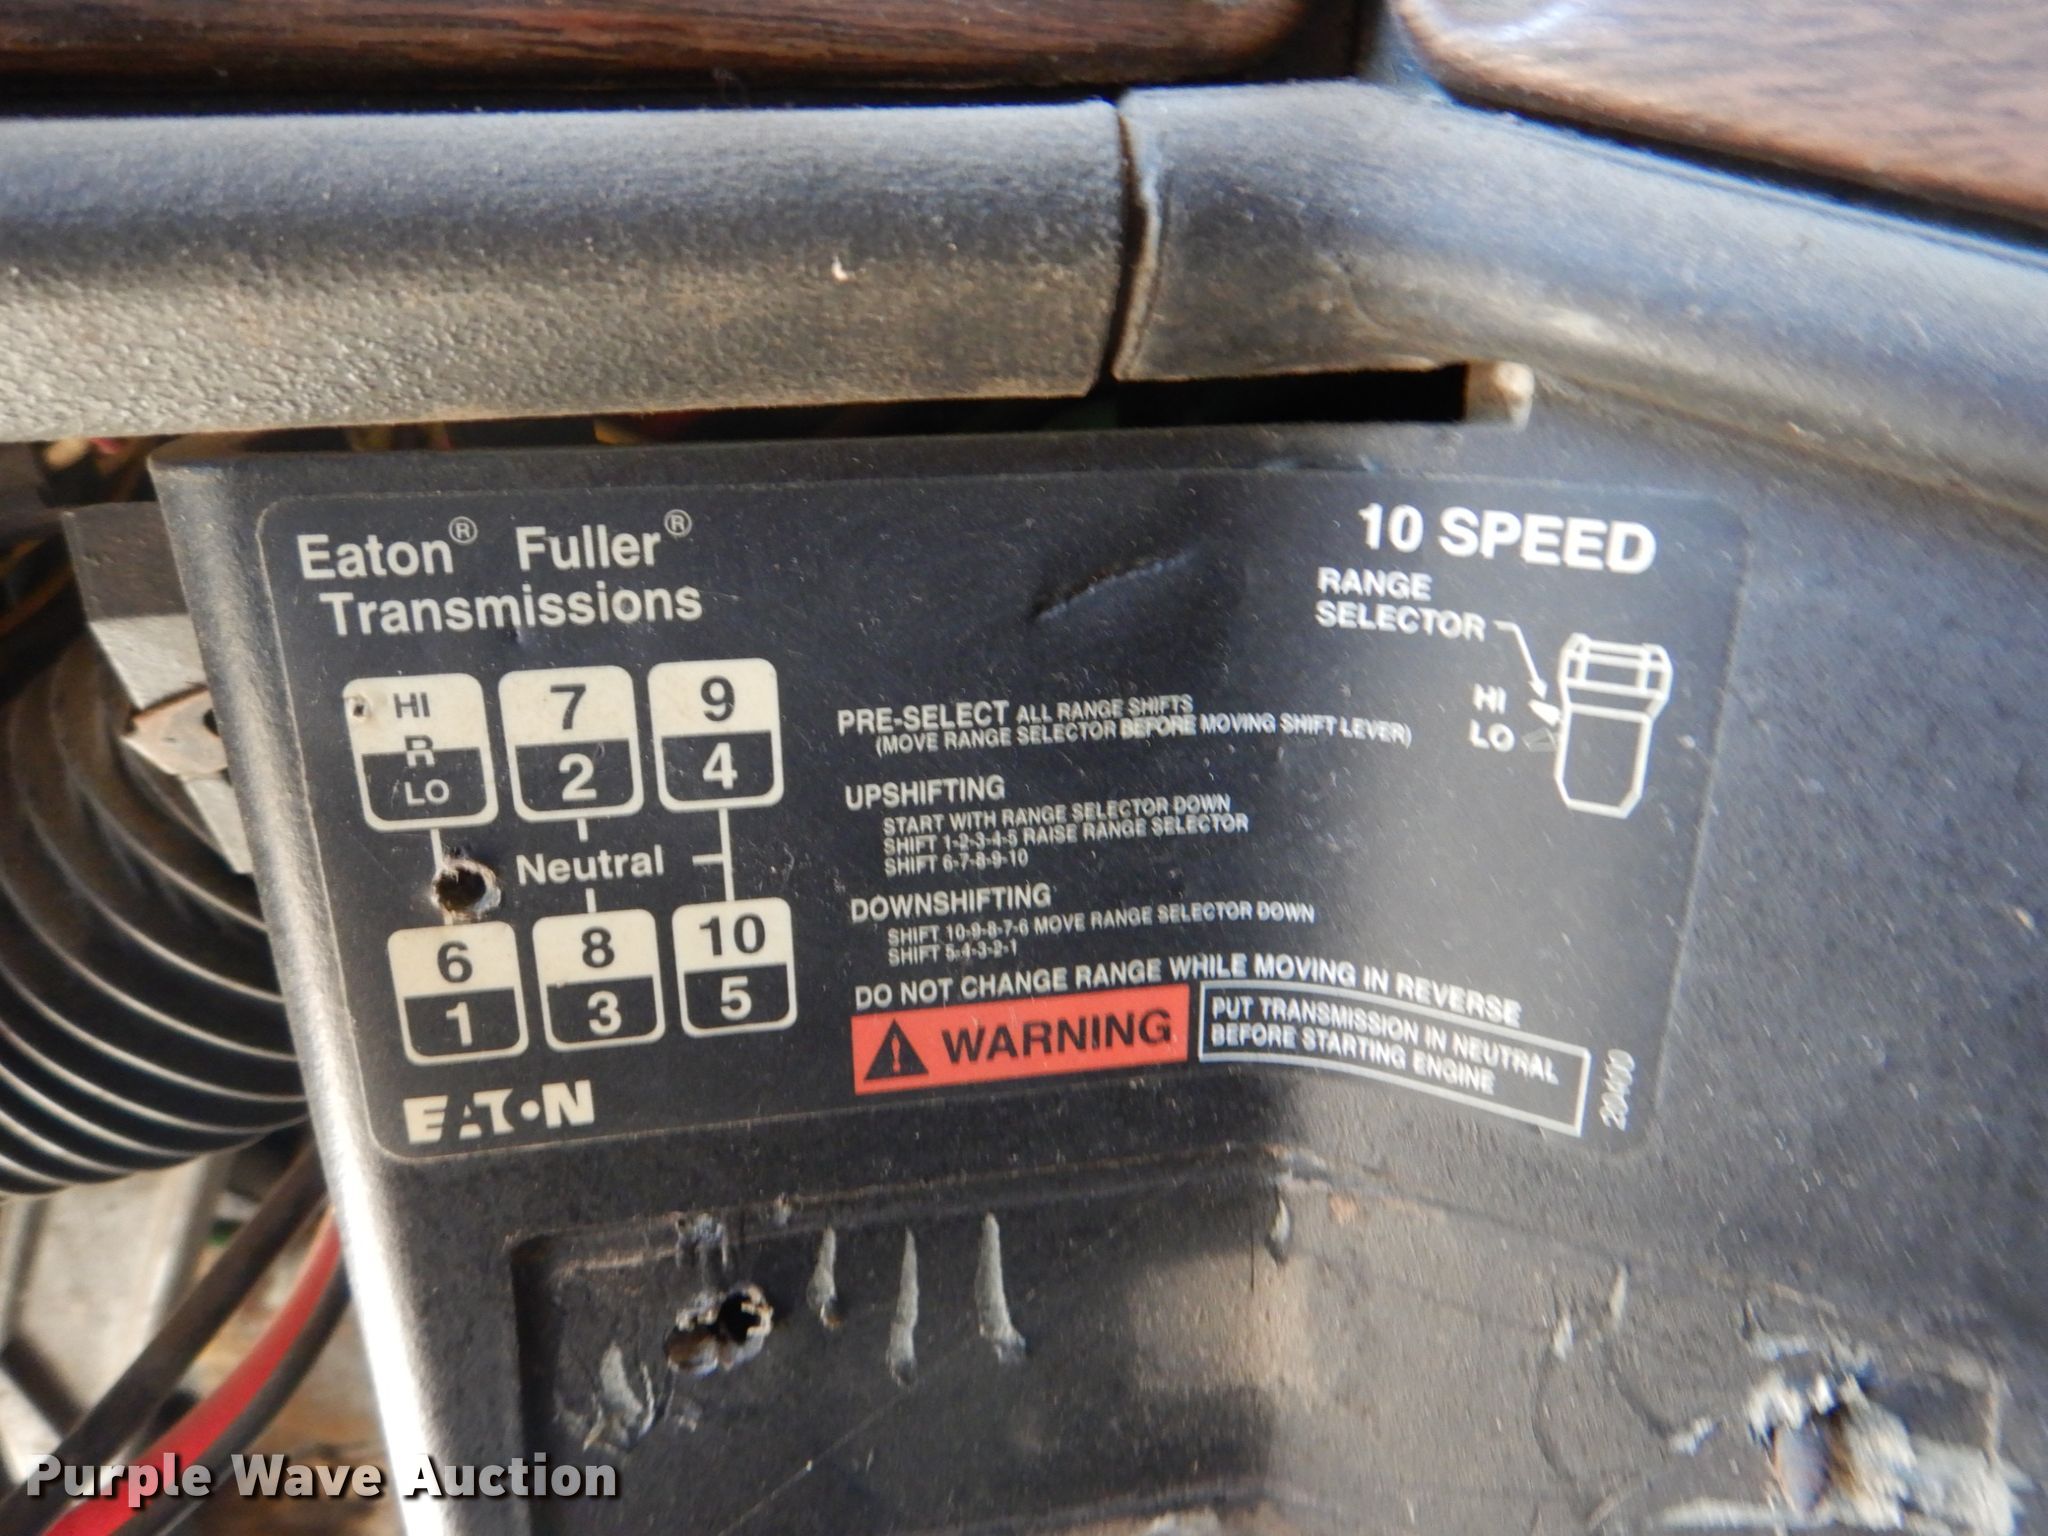 Eaton® Fuller®
Transmissions
10 SPEED
RANGE
SELECTOR
HI
LO
HI
R
LO
7
2
9
4
Neutral
6
1
8
3
10
5
EATON
PRE-SELECT ALL RANGE SHIFTS
(MOVE RANGE SELECTOR BEFORE MOVING SHIFT LEVER)
UPSHIFTING
START WITH RANGE SELECTOR DOWN
SHIFT 1-2-3-4-5 RAISE RANGE SELECTOR
SHIFT 6-7-8-9-10
DOWNSHIFTING
SHIFT 10-9-8-7-6 MOVE RANGE SELECTOR DOWN
SHIFT 5-4-3-2-1
DO NOT CHANGE RANGE WHILE MOVING IN REVERSE
WARNING
PUT TRANSMISSION IN NEUTRAL
BEFORE STARTING ENGINE
Purple Wave Auction